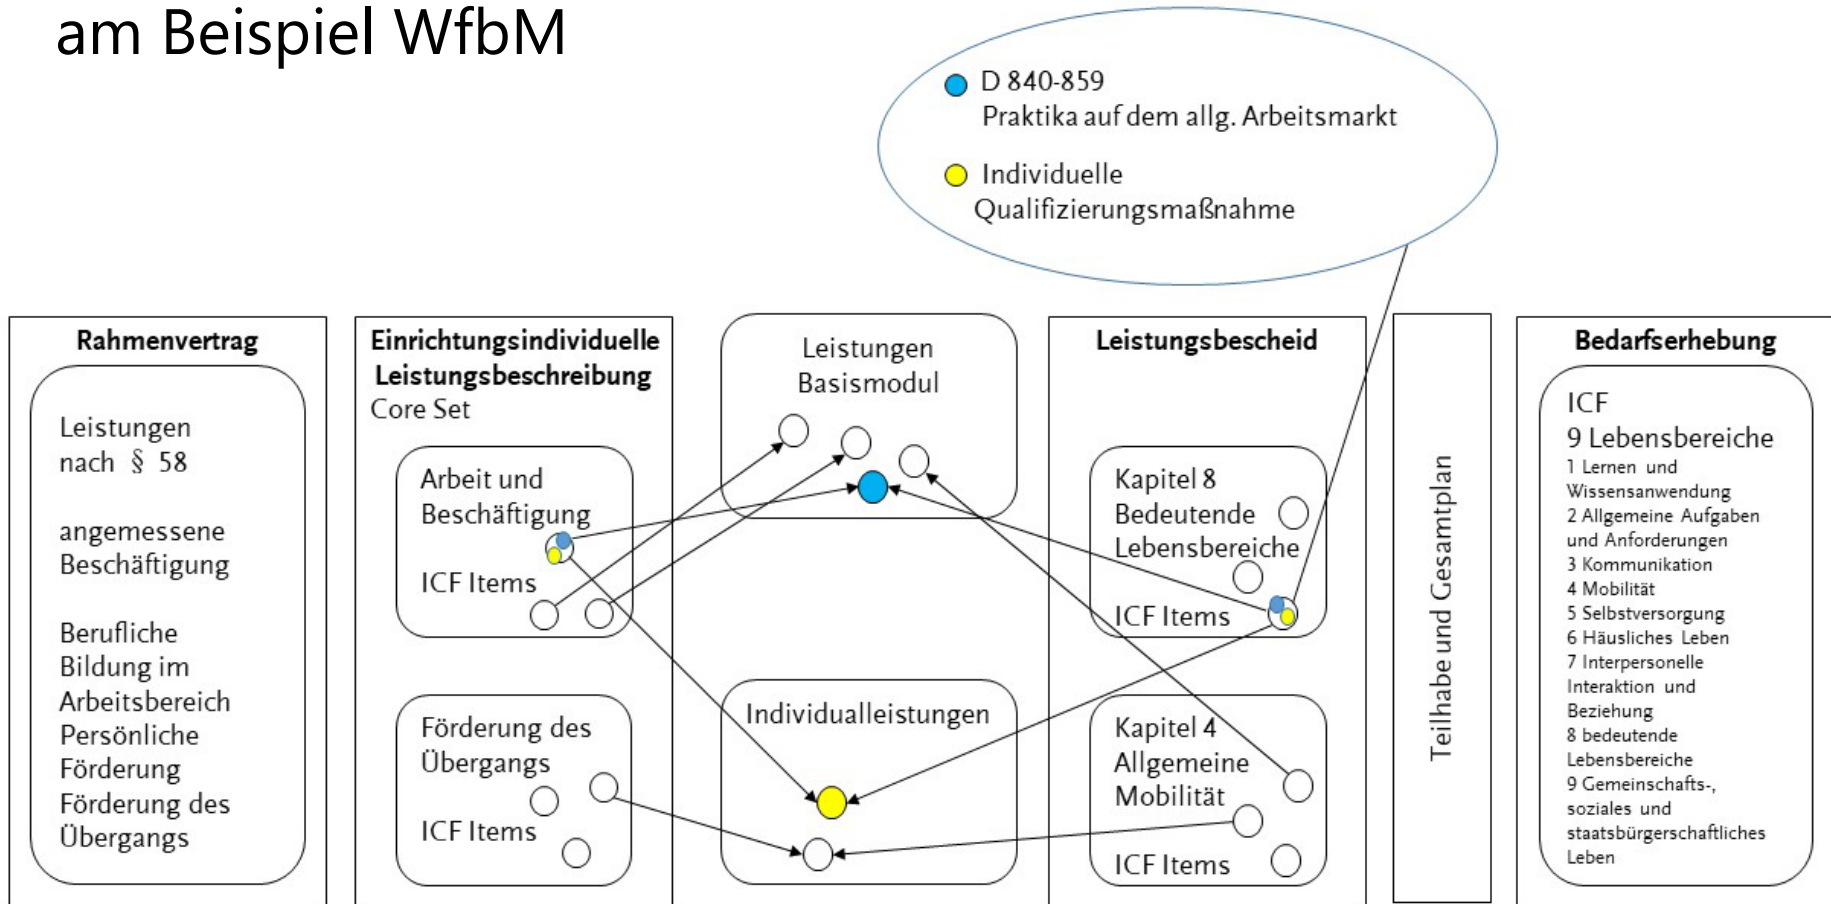 am Beispiel WfbM
D 840-859
Praktika auf dem allg. Arbeitsmarkt
Individuelle
Qualifizierungsmaßnahme
Rahmenvertrag
Leistungen
nach § 58
angemessene
Beschäftigung
Berufliche
Bildung im
Arbeitsbereich
Persönliche
Förderung
Förderung des
Übergangs
Einrichtungsindividuelle
Leistungsbeschreibung
Core Set
Arbeit und
Beschäftigung
ICF Items
Förderung des
Übergangs
ICF Items
Leistungen
Basismodul
Individualleistungen
Leistungsbescheid
Kapitel 8
Bedeutende
Lebensbereiche
ICF Items
Kapitel 4
Allgemeine
Mobilität
ICF Items
Teilhabe und Gesamtplan
Bedarfserhebung
ICF
9 Lebensbereiche
1 Lernen und
Wissensanwendung
2 Allgemeine Aufgaben
und Anforderungen
3 Kommunikation
4 Mobilität
5 Selbstversorgung
6 Häusliches Leben
7 Interpersonelle
Interaktion und
Beziehung
8 bedeutende
Lebensbereiche
9 Gemeinschafts-,
soziales und
staatsbürgerschaftliches
Leben